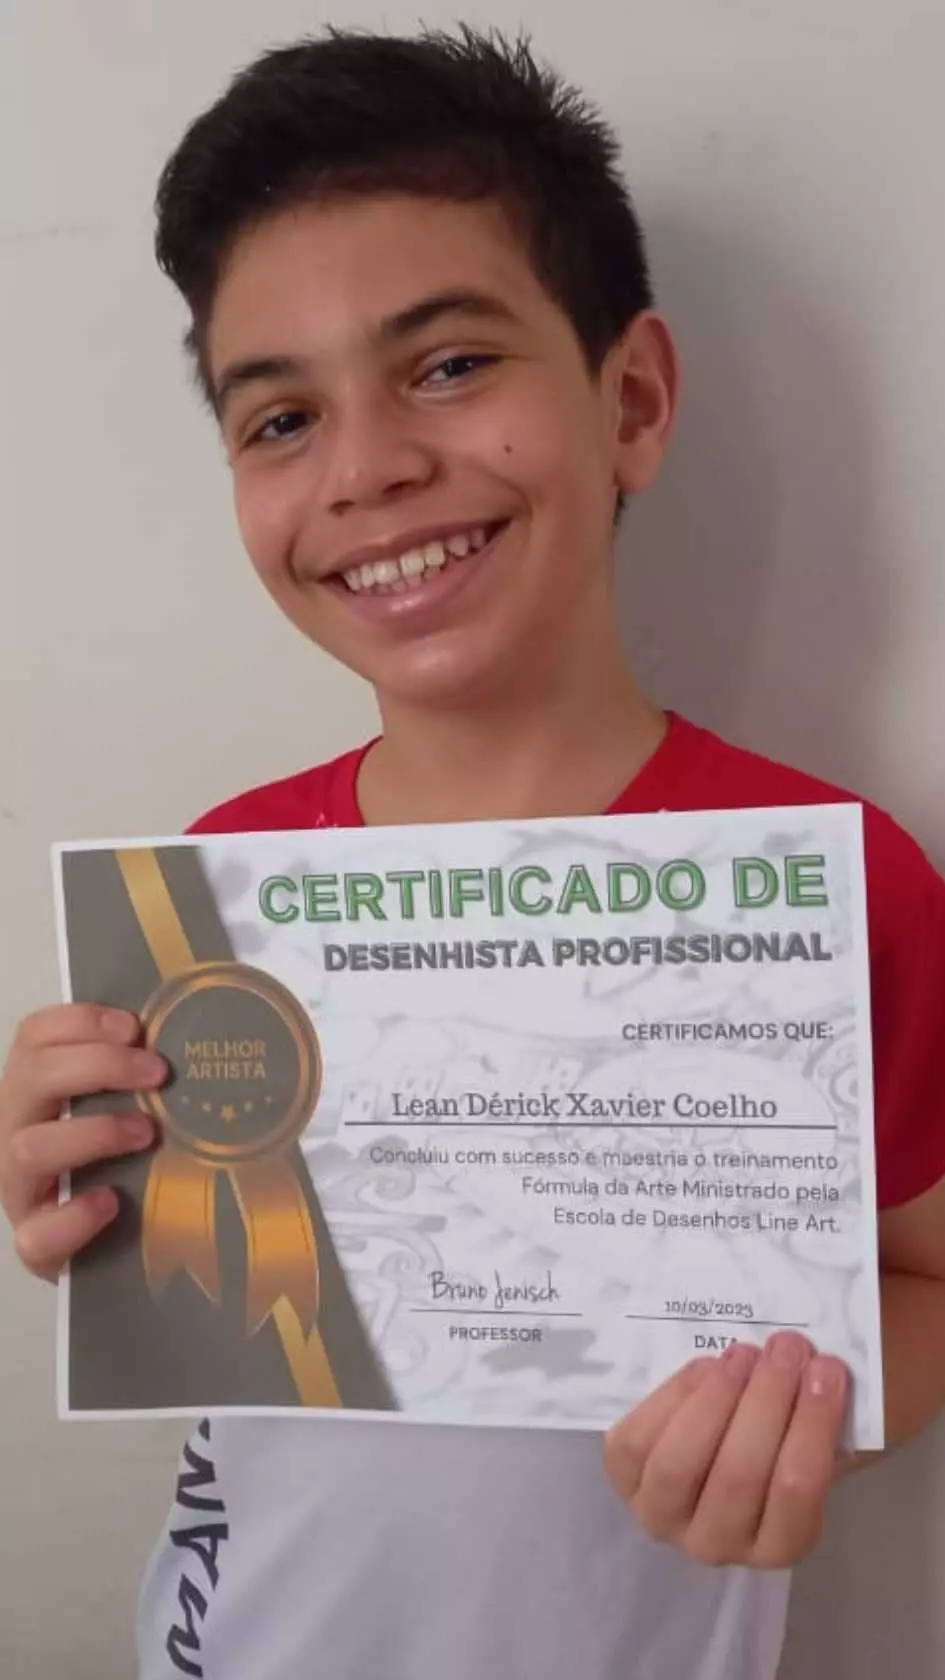 CERTIFICADO DE
DESENHISTA PROFISSIONAL
MELHOR
ARTISTA
CERTIFICAMOS QUE:
Lean Dérick Xavier Coelho
Concluiu com sucesso e maestria o treinamento
Fórmula da Arte Ministrado pela
Escola de Desenhos Line Art.
Bruno Jenisch
10/03/2023
PROFESSOR
DATA